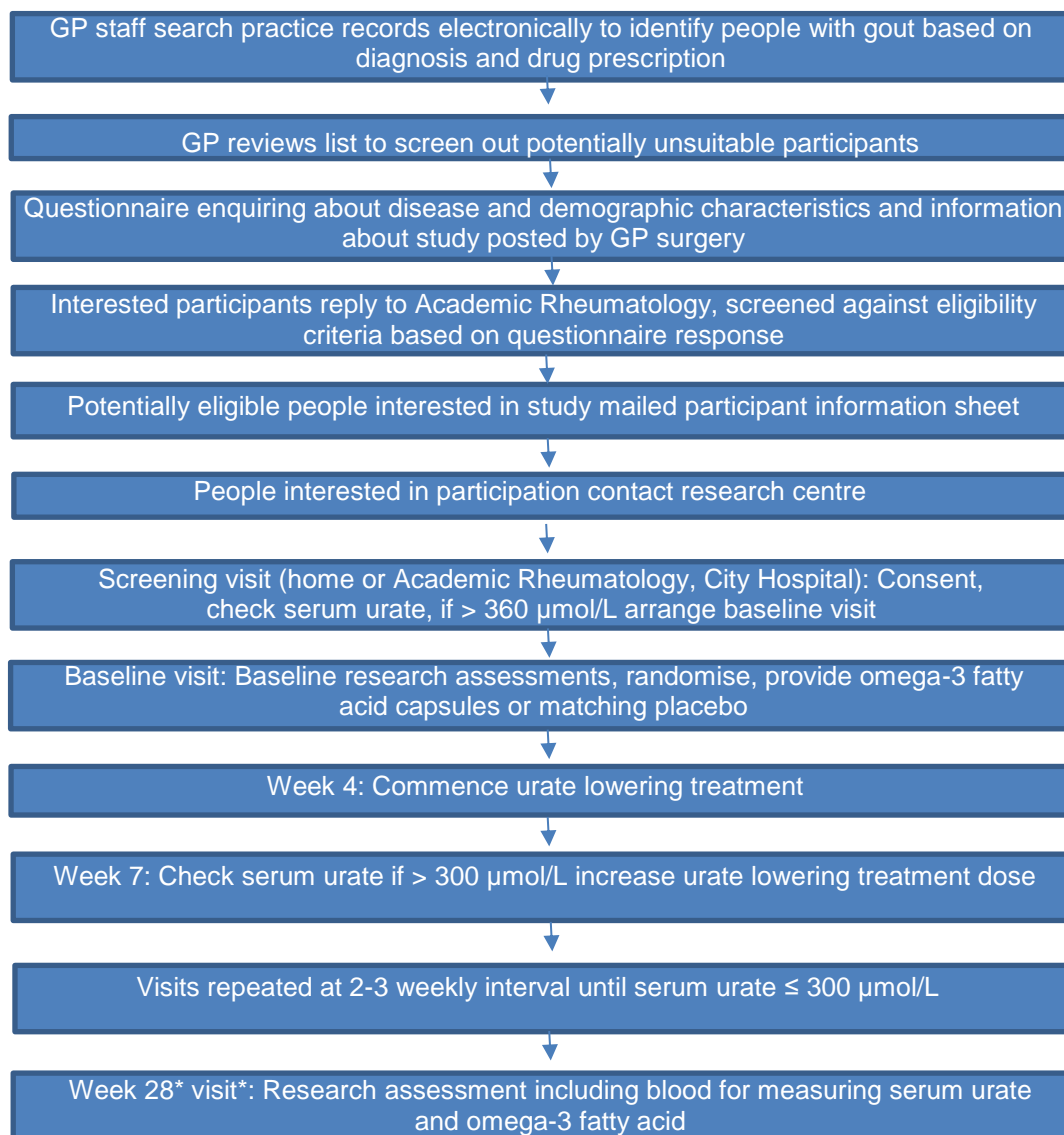 GP staff search practice records electronically to identify people with gout based on
diagnosis and drug prescription
GP reviews list to screen out potentially unsuitable participants
Questionnaire enquiring about disease and demographic characteristics and information
about study posted by GP surgery
Interested participants reply to Academic Rheumatology, screened against eligibility
criteria based on questionnaire response
Potentially eligible people interested in study mailed participant information sheet
People interested in participation contact research centre
Screening visit (home or Academic Rheumatology, City Hospital): Consent,
check serum urate, if > 360 µmol/L arrange baseline visit
Baseline visit: Baseline research assessments, randomise, provide omega-3 fatty
acid capsules or matching placebo
Week 4: Commence urate lowering treatment
Week 7: Check serum urate if > 300 µmol/L increase urate lowering treatment dose
Visits repeated at 2-3 weekly interval until serum urate ≤ 300 µmol/L
Week 28* visit*: Research assessment including blood for measuring serum urate
and omega-3 fatty acid